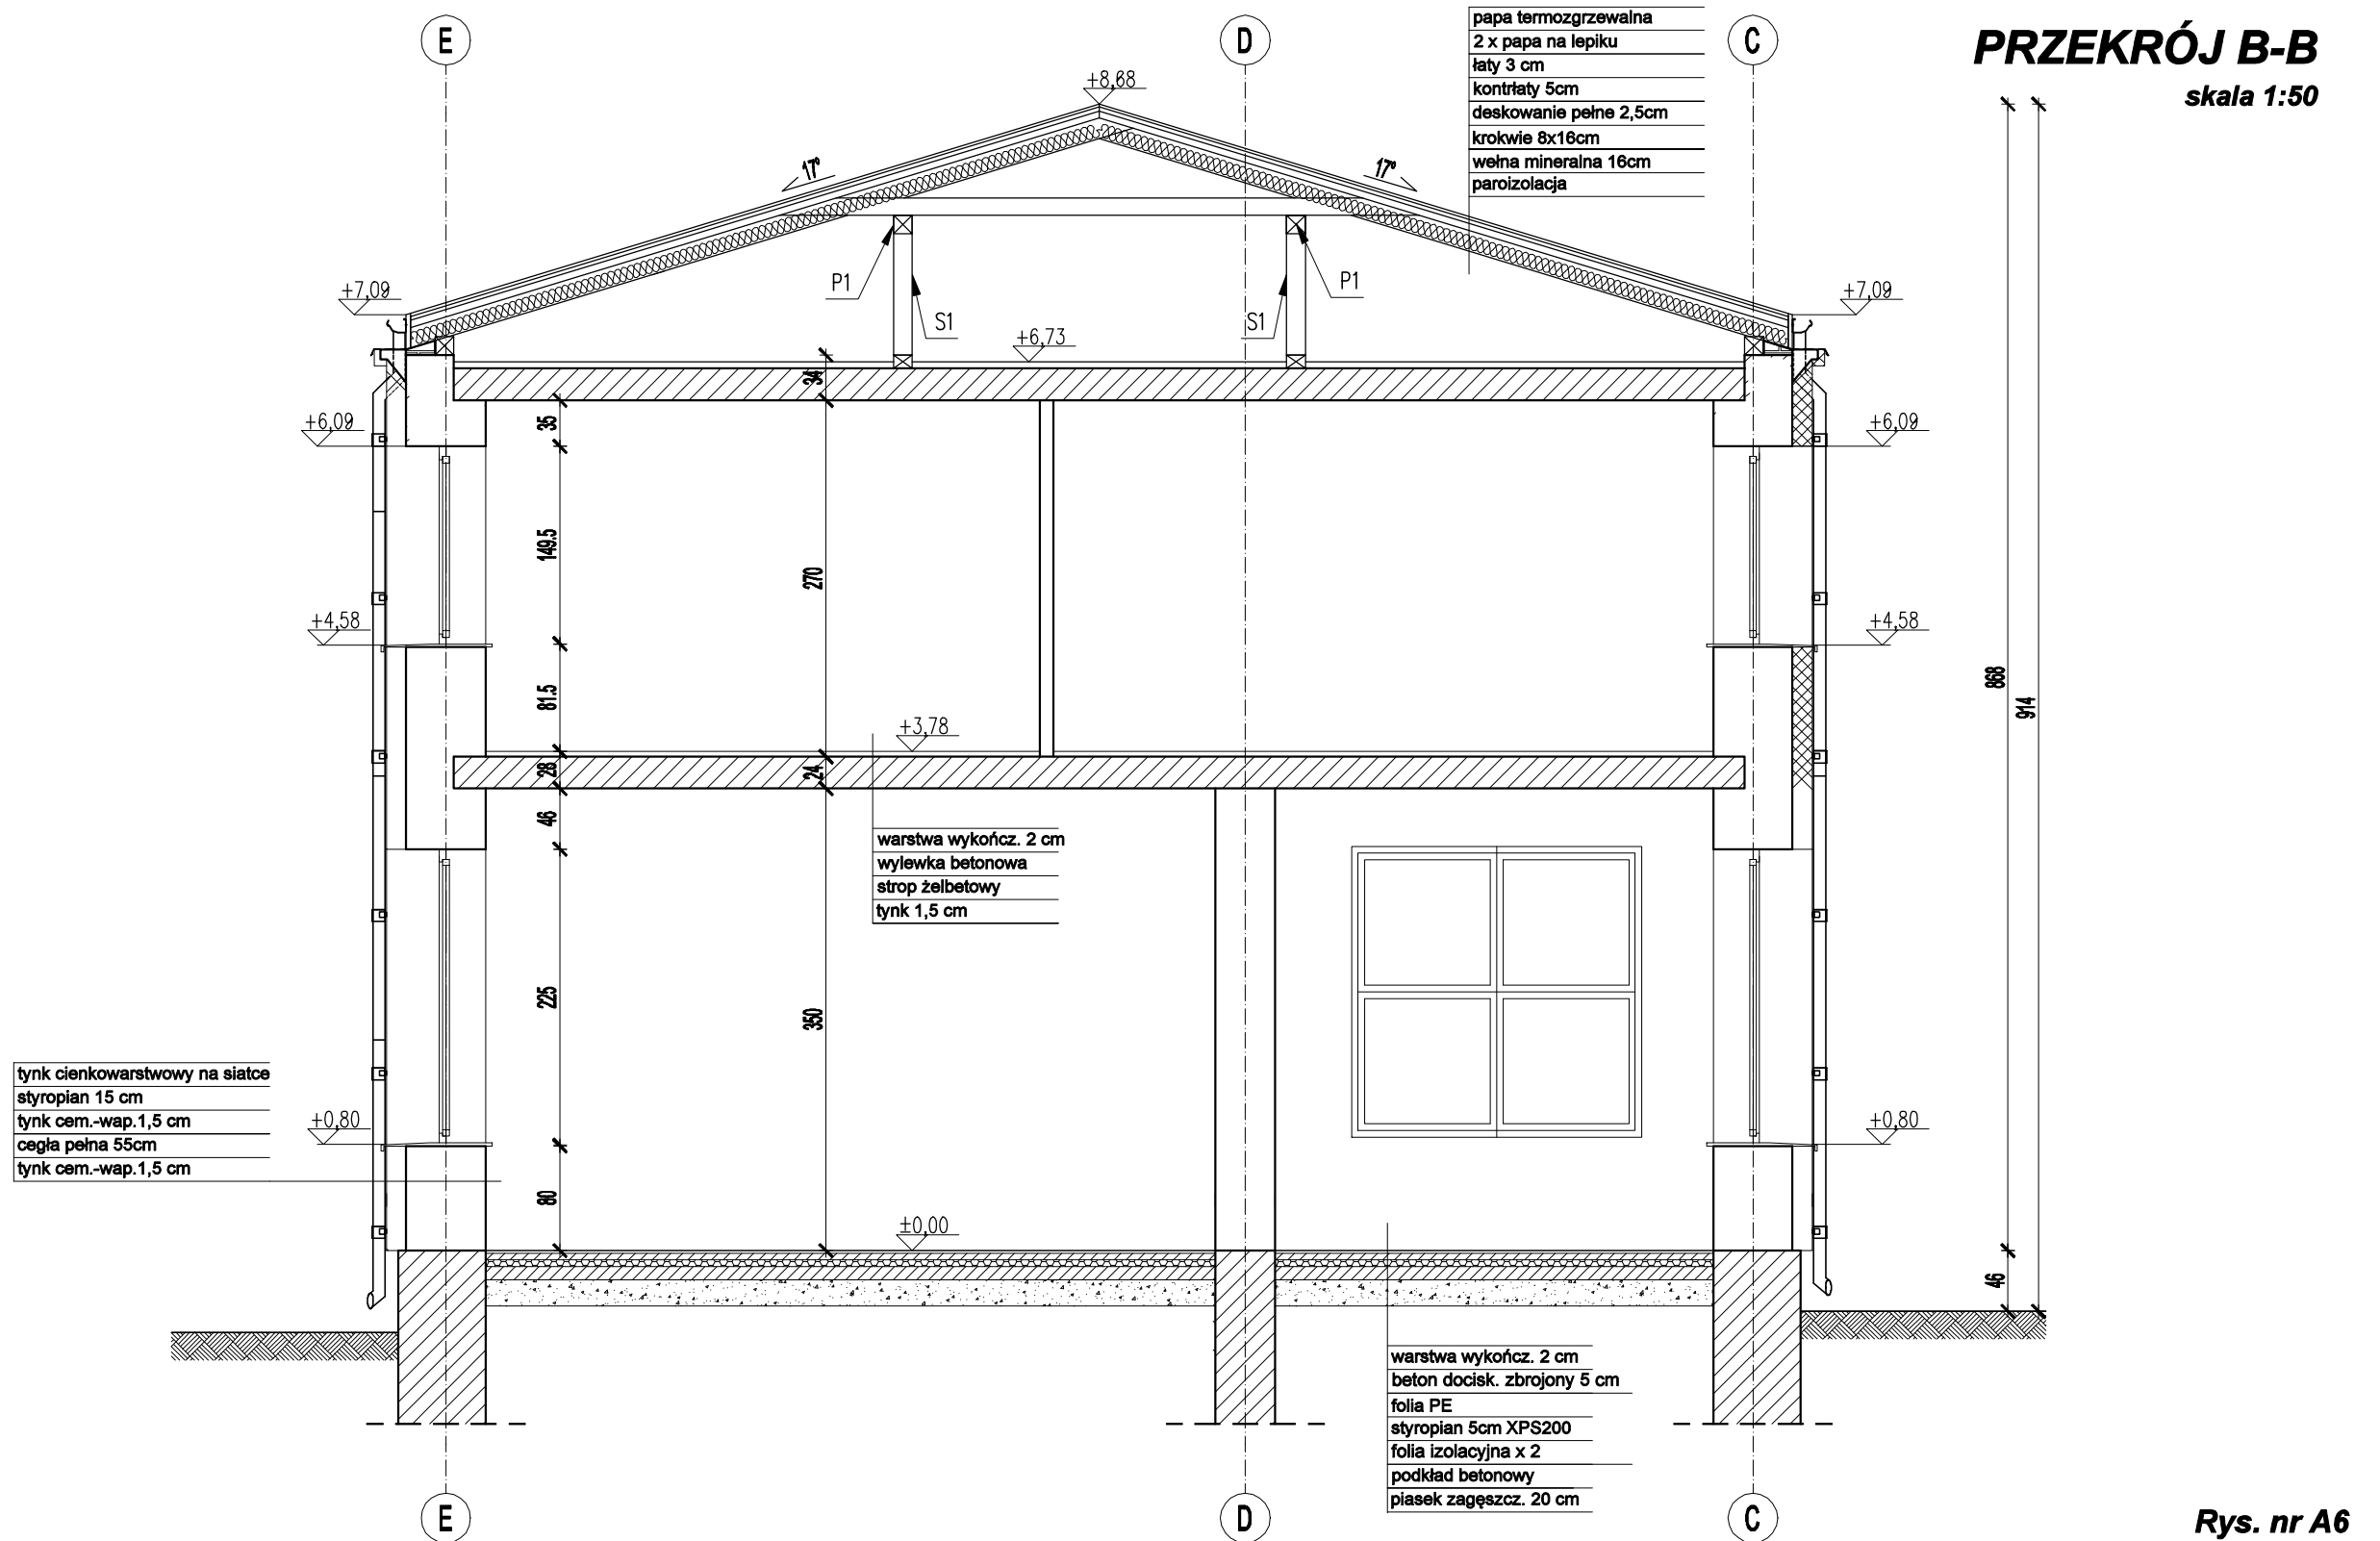 E
D
C
PRZEKRÓJ B-B
skala 1:50
papa termozgrzewalna
2 x papa na lepiku
łaty 3 cm
kontrłaty 5cm
deskowanie pełne 2,5cm
krokwie 8x16cm
wełna mineralna 16cm
paroizolacja
+8,68
17°
17°
P1
P1
S1
S1
+7,09
+7,09
+6,73
34
35
+6,09
+6,09
149.5
270
+4,58
+4,58
81.5
868
914
+3,78
28
24
46
warstwa wykończ. 2 cm
wylewka betonowa
strop żelbetowy
tynk 1,5 cm
225
350
tynk cienkowarstwowy na siatce
styropian 15 cm
tynk cem.-wap.1,5 cm
cegła pełna 55cm
tynk cem.-wap.1,5 cm
+0,80
+0,80
80
±0,00
46
warstwa wykończ. 2 cm
beton docisk. zbrojony 5 cm
folia PE
styropian 5cm XPS200
folia izolacyjna x 2
podkład betonowy
piasek zagęszcz. 20 cm
E
D
C
Rys. nr A6